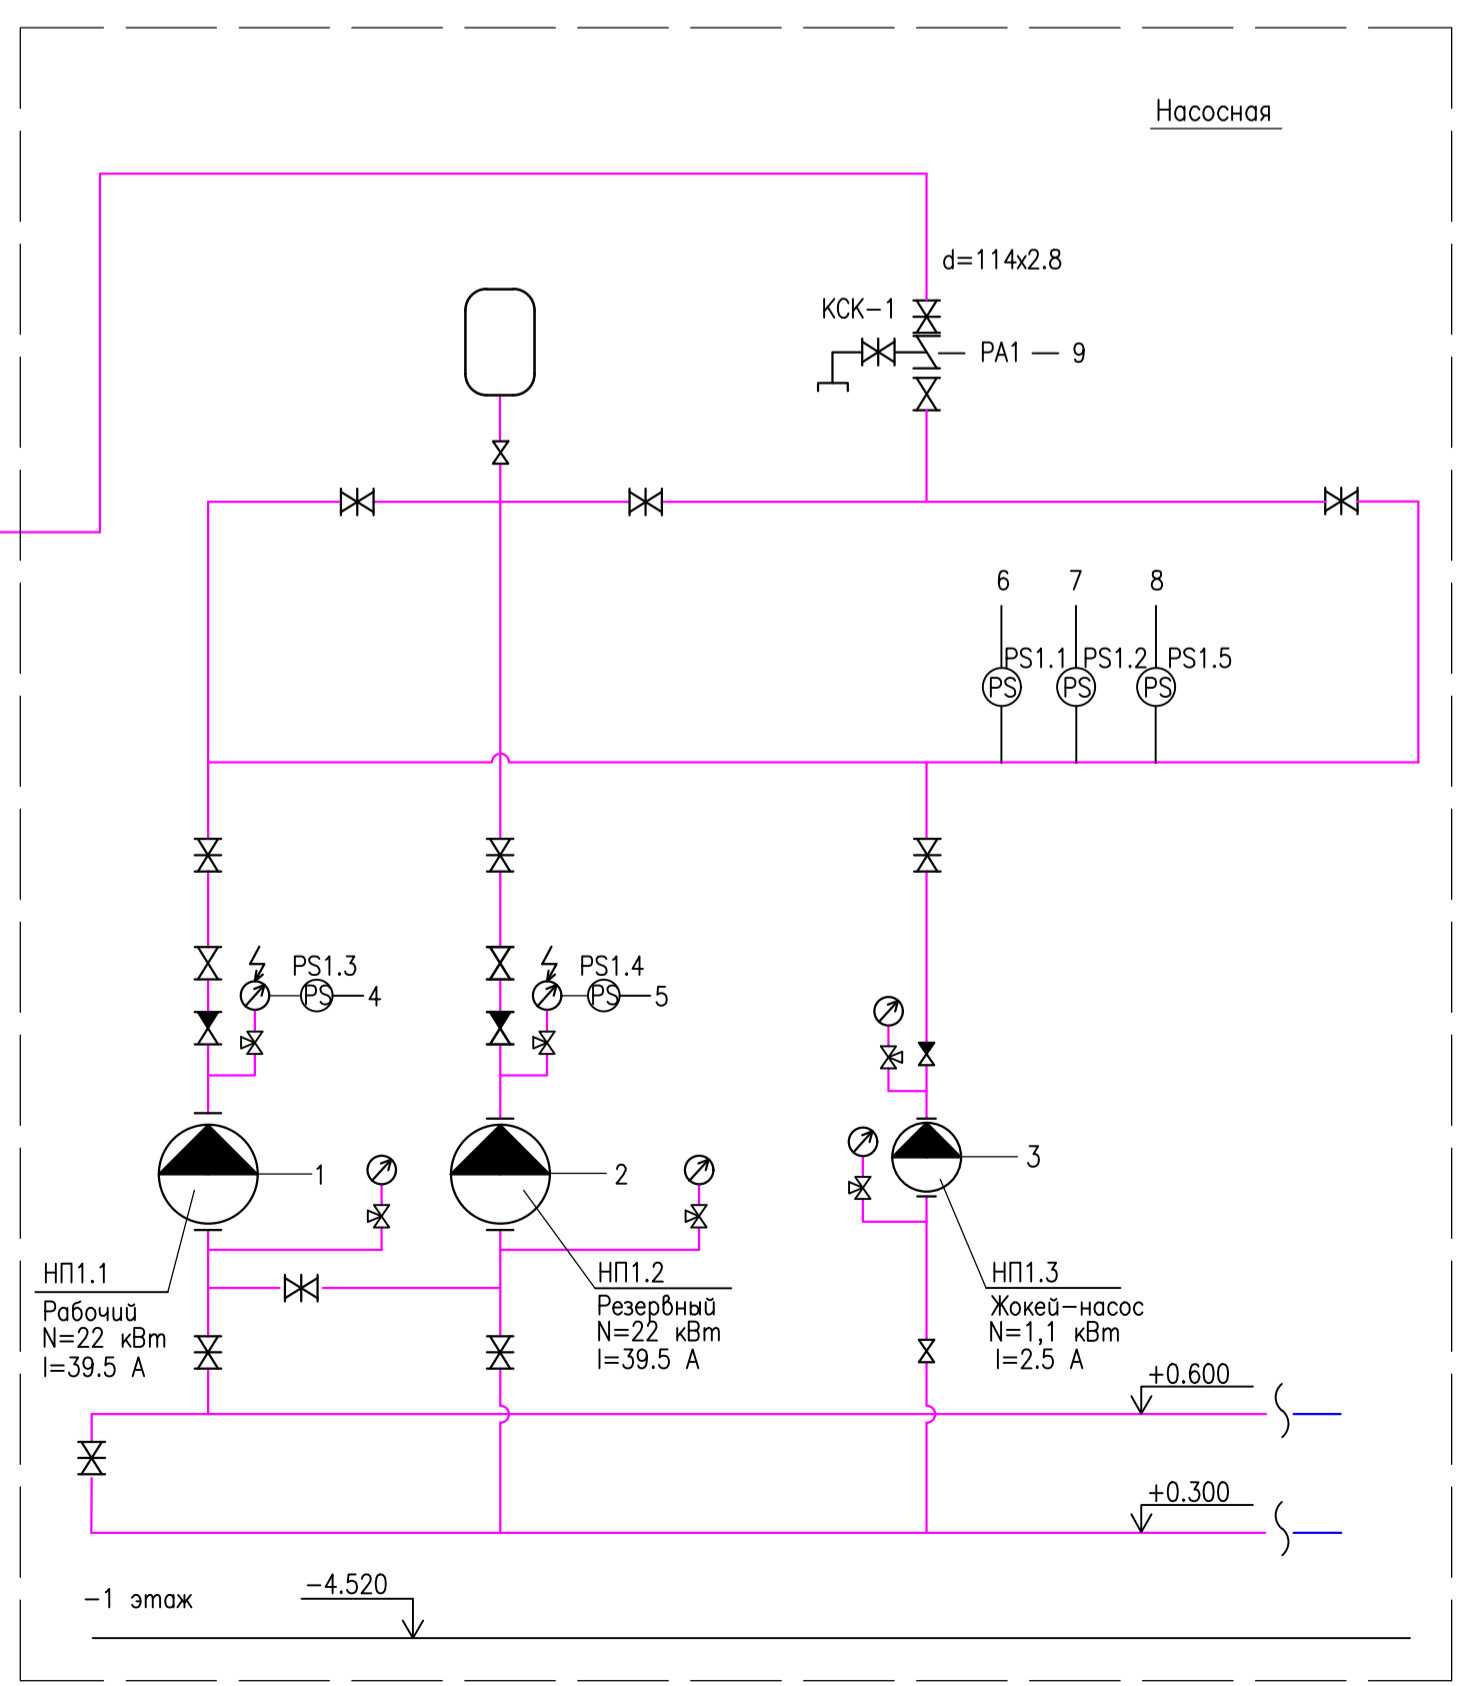 Насосная
d=114x2.8
КСК-1
РА1 — 9
6
7
8
PS1.1
PS1.2
PS1.5
PS
PS
PS
PS1.3
PS
4
PS1.4
PS
5
1
2
3
НП1.1
Рабочий
N=22 кВт
I=39.5 А
НП1.2
Резервный
N=22 кВт
I=39.5 А
НП1.3
Жокей-насос
N=1,1 кВт
I=2.5 А
+0.600
+0.300
-1 этаж
-4.520